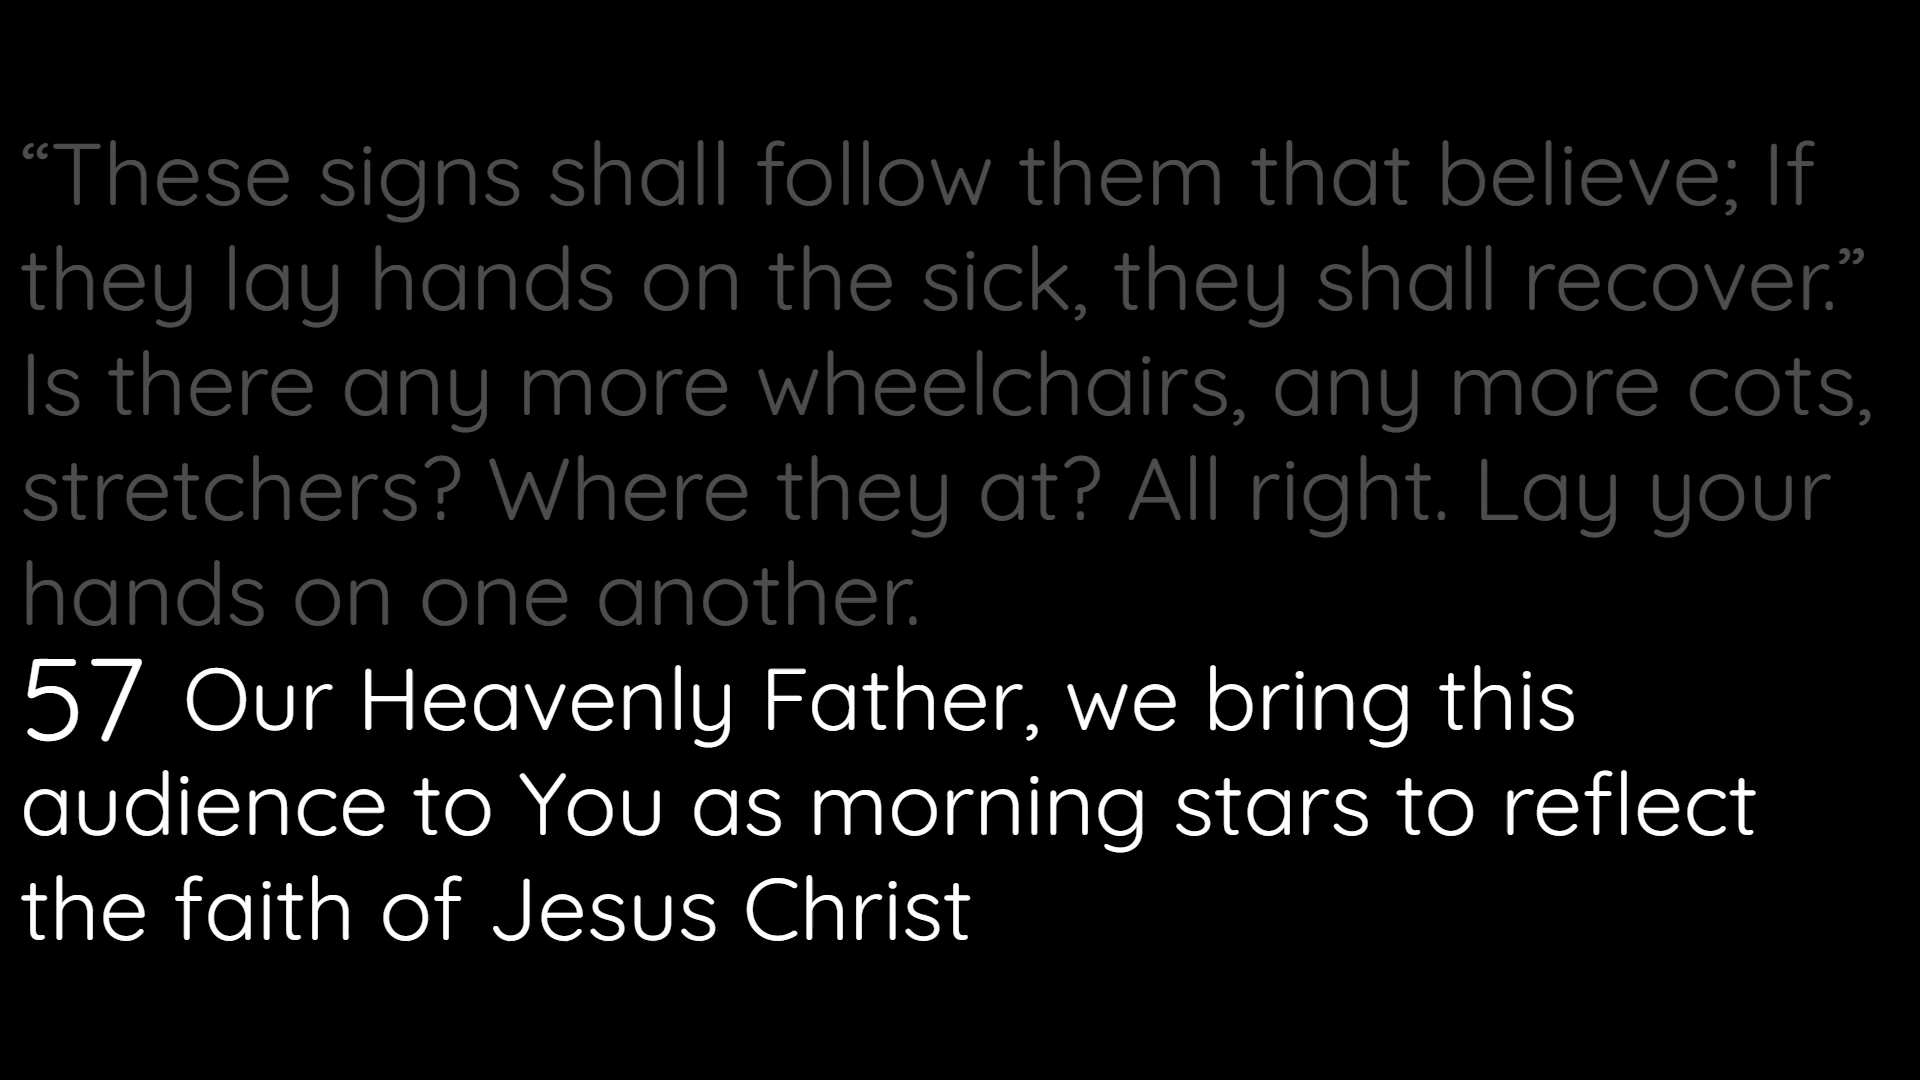 “These signs shall follow them that believe; If
they lay hands on the sick, they shall recover.”
Is there any more wheelchairs, any more cots,
stretchers? Where they at? All right. Lay your
hands on one another.
57 Our Heavenly Father, we bring this
audience to You as morning stars to reflect
the faith of Jesus Christ